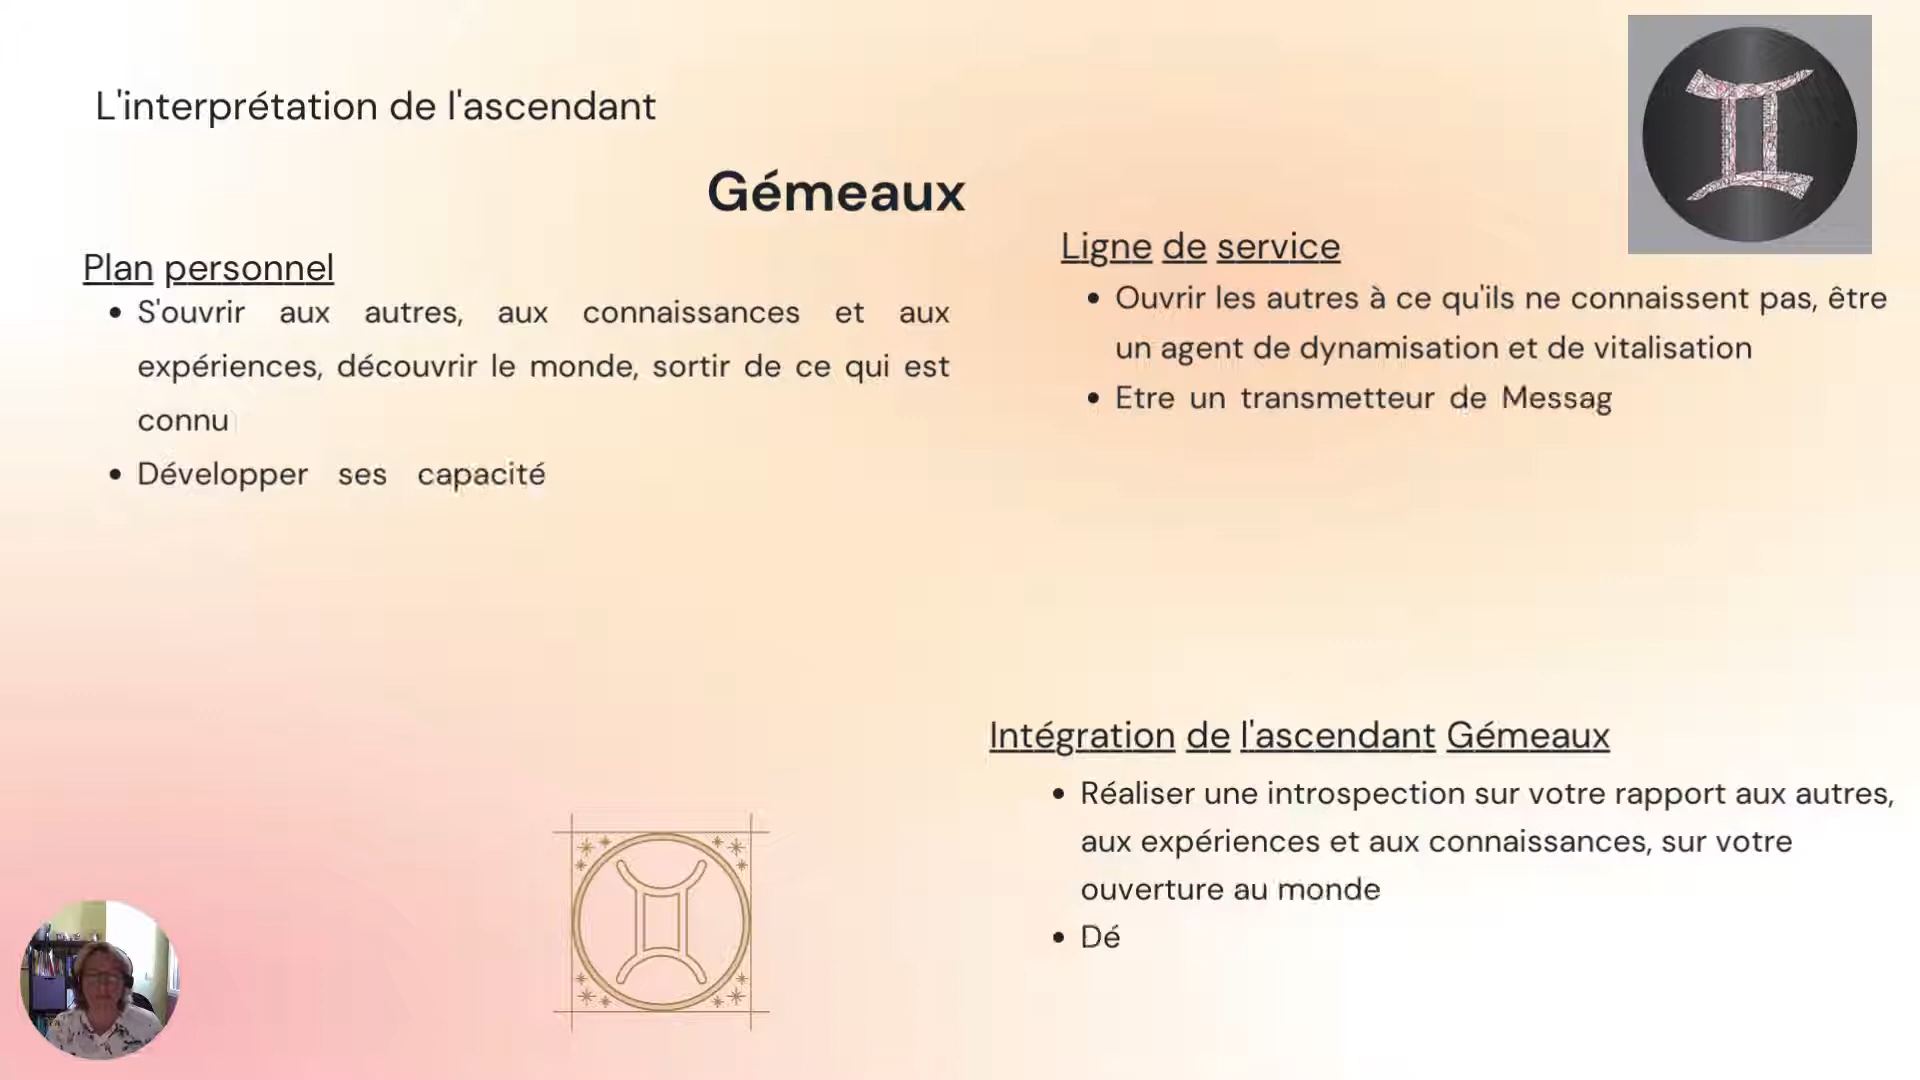 L'interprétation de l'ascendant
Gémeaux
Plan personnel
S'ouvrir aux autres, aux connaissances et aux
expériences, découvrir le monde, sortir de ce qui est
connu
Développer ses capacité
Ligne de service
Ouvrir les autres à ce qu'ils ne connaissent pas, être
un agent de dynamisation et de vitalisation
Etre un transmetteur de Messag
Intégration de l'ascendant Gémeaux
Réaliser une introspection sur votre rapport aux autres,
aux expériences et aux connaissances, sur votre
ouverture au monde
Dé